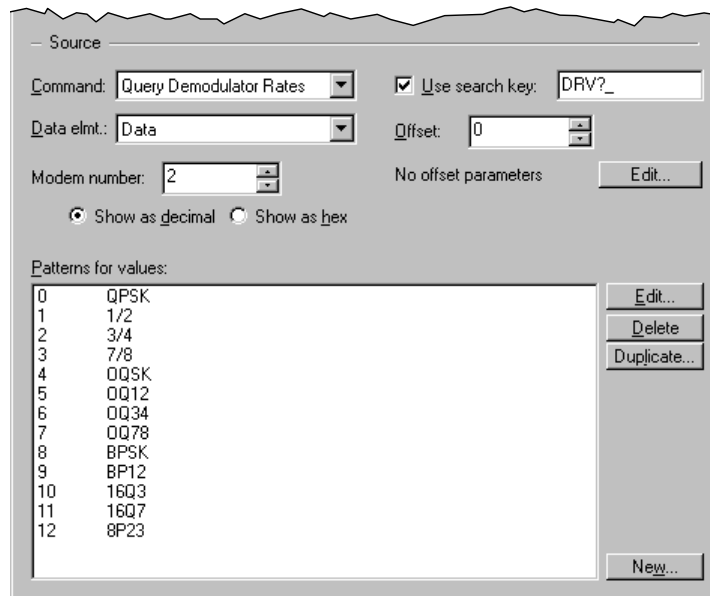 Source
Command: Query Demodulator Rates
Use search key: DRV?_
Data elmt.: Data
Offset: 0
Modem number: 2
No offset parameters Edit...
Show as decimal Show as hex
Patterns for values:
0 QPSK
1 1/2
2 3/4
3 7/8
4 OQSK
5 OQ12
6 OQ34
7 OQ78
8 BPSK
9 BP12
10 16Q3
11 16Q7
12 8P23
Edit...
Delete
Duplicate...
New...